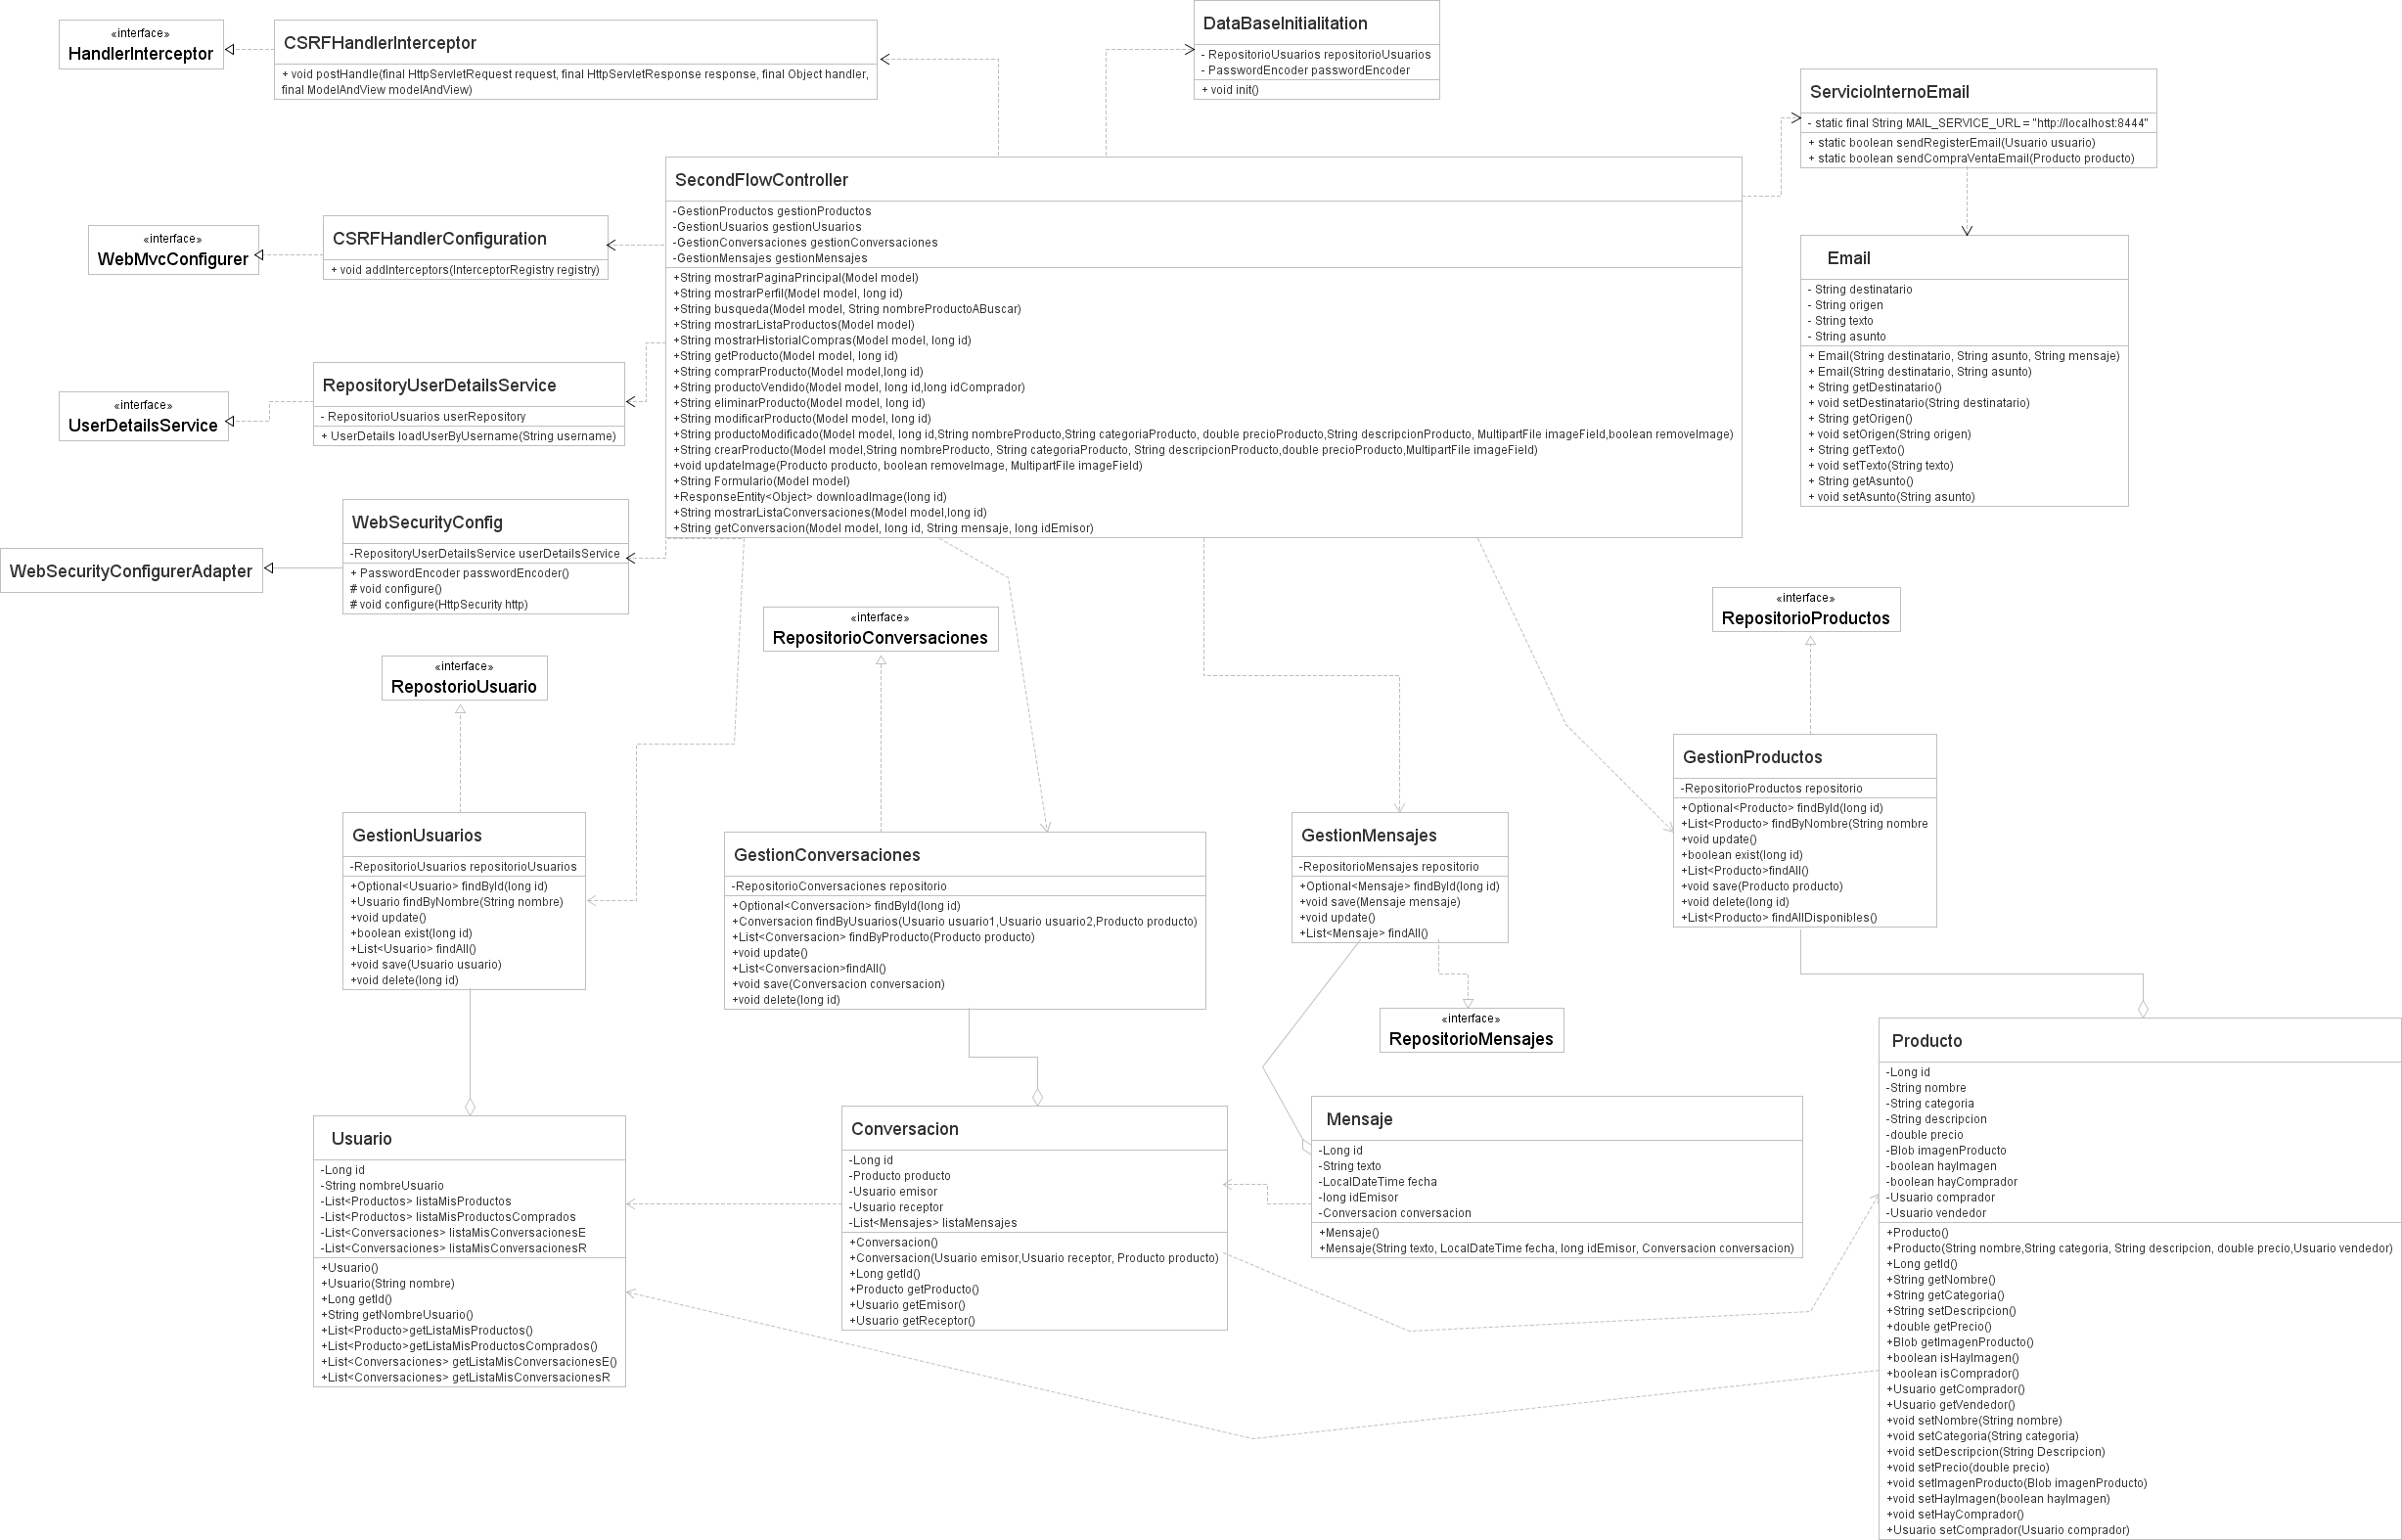 «interface»
HandlerInterceptor
CSRFHandlerInterceptor
+ void postHandle(final HttpServletRequest request, final HttpServletResponse response, final Object handler,
final ModelAndView modelAndView)
DataBaseInitialitation
- RepositorioUsuarios repositorioUsuarios
- PasswordEncoder passwordEncoder
+ void init()
ServicioInternoEmail
- static final String MAIL_SERVICE_URL = "http://localhost:8444"
+ static boolean sendRegisterEmail(Usuario usuario)
+ static boolean sendCompraVentaEmail(Producto producto)
SecondFlowController
-GestionProductos gestionProductos
-GestionUsuarios gestionUsuarios
-GestionConversaciones gestionConversaciones
-GestionMensajes gestionMensajes
+String mostrarPaginaPrincipal(Model model)
+String mostrarPerfil(Model model, long id)
+String busqueda(Model model, String nombreProductoABuscar)
+String mostrarListaProductos(Model model)
+String mostrarHistorialCompras(Model model, long id)
+String getProducto(Model model, long id)
+String comprarProducto(Model model,long id)
+String productoVendido(Model model, long id,long idComprador)
+String eliminarProducto(Model model, long id)
+String modificarProducto(Model model, long id)
+String productoModificado(Model model, long id,String nombreProducto,String categoriaProducto, double precioProducto,String descripcionProducto, MultipartFile imageField,boolean removeImage)
+String crearProducto(Model model,String nombreProducto, String categoriaProducto, String descripcionProducto,double precioProducto,MultipartFile imageField)
+void updateImage(Producto producto, boolean removeImage, MultipartFile imageField)
+String Formulario(Model model)
+ResponseEntity<Object> downloadImage(long id)
+String mostrarListaConversaciones(Model model,long id)
+String getConversacion(Model model, long id, String mensaje, long idEmisor)
«interface»
WebMvcConfigurer
CSRFHandlerConfiguration
+ void addInterceptors(InterceptorRegistry registry)
Email
- String destinatario
- String origen
- String texto
- String asunto
+ Email(String destinatario, String asunto, String mensaje)
+ Email(String destinatario, String asunto)
+ String getDestinatario()
+ void setDestinatario(String destinatario)
+ String getOrigen()
+ void setOrigen(String origen)
+ String getTexto()
+ void setTexto(String texto)
+ String getAsunto()
+ void setAsunto(String asunto)
«interface»
UserDetailsService
RepositoryUserDetailsService
- RepositorioUsuarios userRepository
+ UserDetails loadUserByUsername(String username)
WebSecurityConfigurerAdapter
WebSecurityConfig
-RepositoryUserDetailsService userDetailsService
+ PasswordEncoder passwordEncoder()
# void configure()
# void configure(HttpSecurity http)
«interface»
RepostorioUsuario
«interface»
RepositorioConversaciones
«interface»
RepositorioProductos
GestionUsuarios
-RepositorioUsuarios repositorioUsuarios
+Optional<Usuario> findById(long id)
+Usuario findByNombre(String nombre)
+void update()
+boolean exist(long id)
+List<Usuario> findAll()
+void save(Usuario usuario)
+void delete(long id)
GestionConversaciones
-RepositorioConversaciones repositorio
+Optional<Conversacion> findById(long id)
+Conversacion findByUsuarios(Usuario usuario1,Usuario usuario2,Producto producto)
+List<Conversacion> findByProducto(Producto producto)
+void update()
+List<Conversacion>findAll()
+void save(Conversacion conversacion)
+void delete(long id)
GestionMensajes
-RepositorioMensajes repositorio
+Optional<Mensaje> findById(long id)
+void save(Mensaje mensaje)
+void update()
+List<Mensaje> findAll()
GestionProductos
-RepositorioProductos repositorio
+Optional<Producto> findById(long id)
+List<Producto> findByNombre(String nombre
+void update()
+boolean exist(long id)
+List<Producto>findAll()
+void save(Producto producto)
+void delete(long id)
+List<Producto> findAllDisponibles()
«interface»
RepositorioMensajes
Usuario
-Long id
-String nombreUsuario
-List<Productos> listaMisProductos
-List<Productos> listaMisProductosComprados
-List<Conversaciones> listaMisConversacionesE
-List<Conversaciones> listaMisConversacionesR
+Usuario()
+Usuario(String nombre)
+Long getId()
+String getNombreUsuario()
+List<Producto>getListaMisProductos()
+List<Producto>getListaMisProductosComprados()
+List<Conversaciones> getListaMisConversacionesE()
+List<Conversaciones> getListaMisConversacionesR
Conversacion
-Long id
-Producto producto
-Usuario emisor
-Usuario receptor
-List<Mensajes> listaMensajes
+Conversacion()
+Conversacion(Usuario emisor,Usuario receptor, Producto producto)
+Long getId()
+Producto getProducto()
+Usuario getEmisor()
+Usuario getReceptor()
Mensaje
-Long id
-String texto
-LocalDateTime fecha
-long idEmisor
-Conversacion conversacion
+Mensaje()
+Mensaje(String texto, LocalDateTime fecha, long idEmisor, Conversacion conversacion)
Producto
-Long id
-String nombre
-String categoria
-String descripcion
-double precio
-Blob imagenProducto
-boolean hayImagen
-boolean hayComprador
-Usuario comprador
-Usuario vendedor
+Producto()
+Producto(String nombre,String categoria, String descripcion, double precio,Usuario vendedor)
+Long getId()
+String getNombre()
+String getCategoria()
+String setDescripcion()
+double getPrecio()
+Blob getImagenProducto()
+boolean isHayImagen()
+boolean isComprador()
+Usuario getComprador()
+Usuario getVendedor()
+void setNombre(String nombre)
+void setCategoria(String categoria)
+void setDescripcion(String Descripcion)
+void setPrecio(double precio)
+void setImagenProducto(Blob imagenProducto)
+void setHayImagen(boolean hayImagen)
+void setHayComprador()
+Usuario setComprador(Usuario comprador)